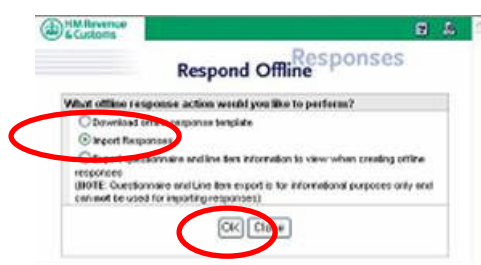 HM Revenue
& Customs
Responses
Respond Offline
What offline response action would you like to perform?
Download offline response template
Import Responses
Export questionnaire and line item information to view when creating offline
responses
(NOTE: Questionnaire and Line Item export is for informational purposes only and
can not be used for importing responses)
OK Close